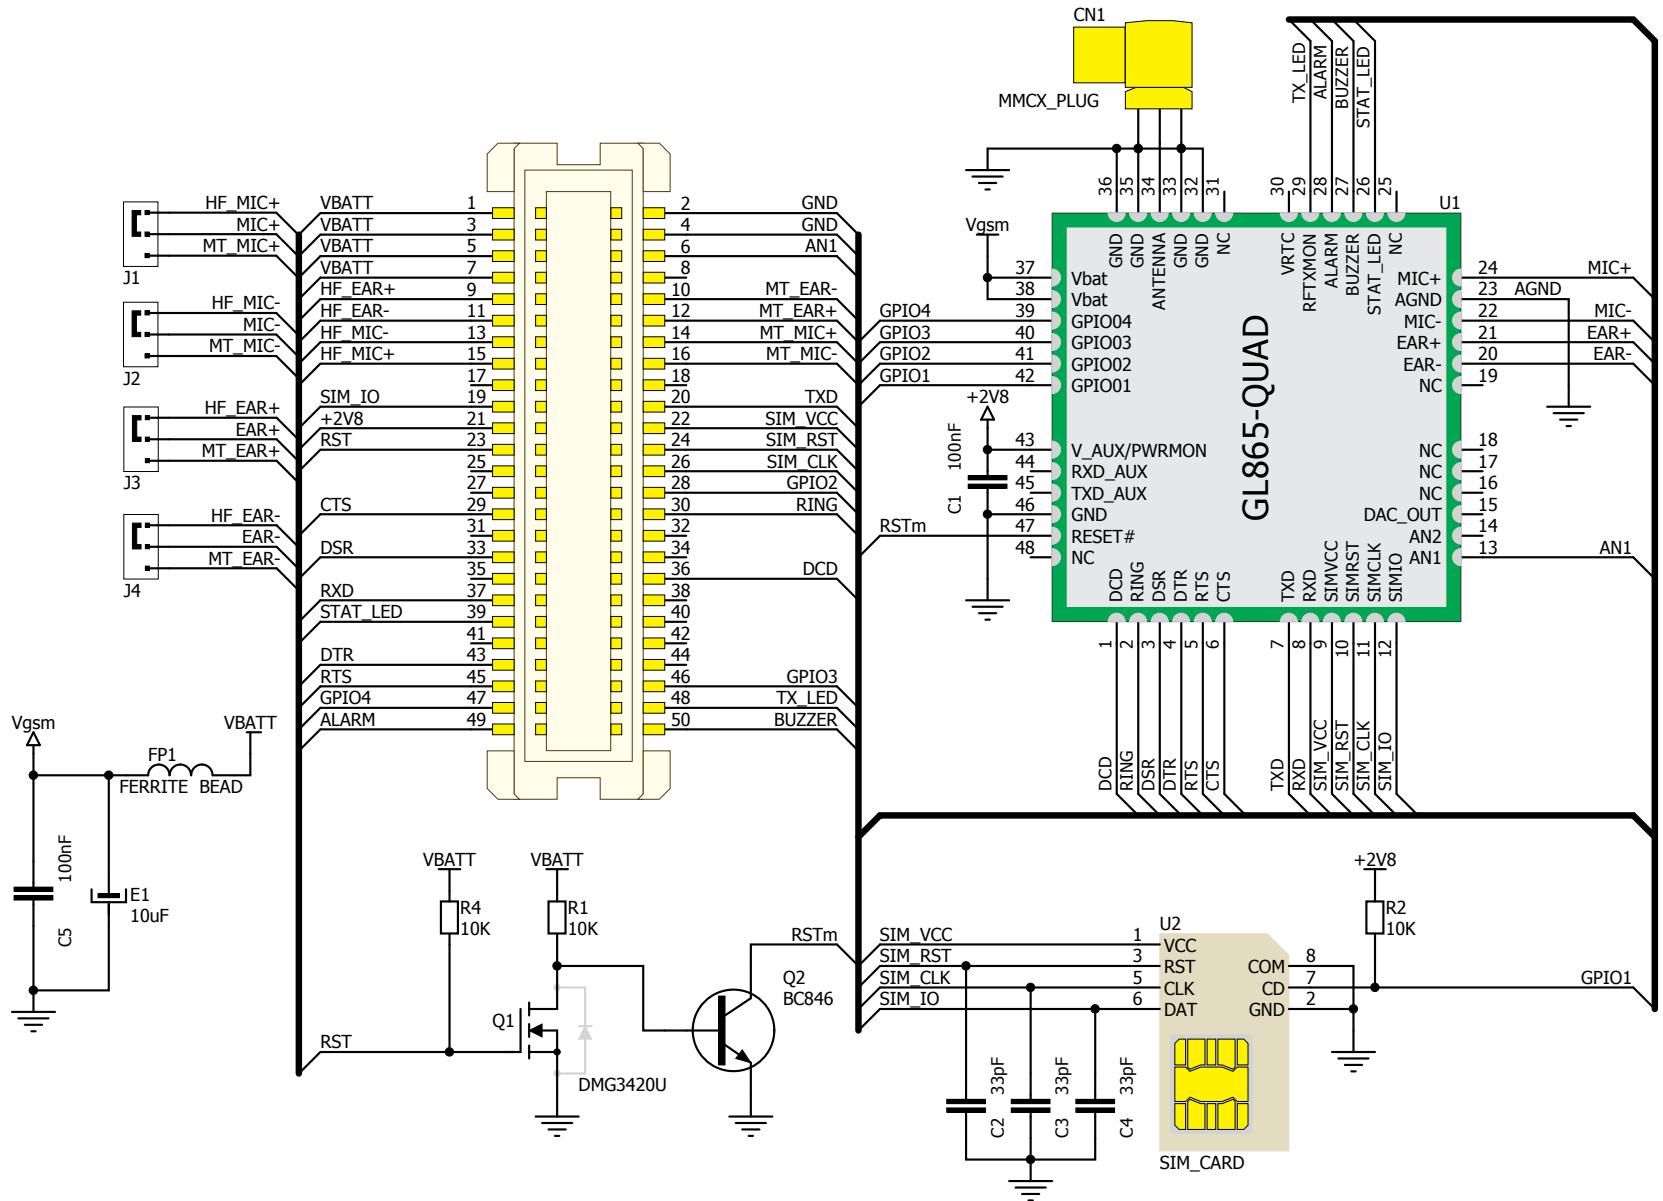 CN1
MMCX_PLUG
TX_LED
ALARM
BUZZER
STAT_LED
HF_MIC+
MIC+
MT_MIC+
J1
HF_MIC-
MIC-
MT_MIC-
J2
HF_EAR+
EAR+
MT_EAR+
J3
HF_EAR-
EAR-
MT_EAR-
J4
VBATT 1
VBATT 3
VBATT 5
VBATT 7
HF_EAR+ 9
HF_EAR- 11
HF_MIC- 13
HF_MIC+ 15
17
SIM_IO 19
+2V8 21
RST 23
25
27
CTS 29
31
DSR 33
35
RXD 37
STAT_LED 39
41
DTR 43
RTS 45
GPIO4 47
ALARM 49
2 GND
4 GND
6 AN1
8
10 MT_EAR-
12 MT_EAR+
14 MT_MIC+
16 MT_MIC-
18
20 TXD
22 SIM_VCC
24 SIM_RST
26 SIM_CLK
28 GPIO2
30 RING
32
34
36 DCD
38
40
42
44
46 GPIO3
48 TX_LED
50 BUZZER
U1
GL865-QUAD
36 GND
35 GND
34 ANTENNA
33 GND
32 GND
31 NC
30 VRTC
29 RFTXMON
28 ALARM
27 BUZZER
26 STAT_LED
25 NC
Vgsm
37 Vbat
38 Vbat
GPIO4 39 GPIO04
GPIO3 40 GPIO03
GPIO2 41 GPIO02
GPIO1 42 GPIO01
+2V8
C1 100nF
43 V_AUX/PWRMON
44 RXD_AUX
45 TXD_AUX
46 GND
RSTm 47 RESET#
48 NC
MIC+ 24 MIC+
AGND 23 AGND
MIC- 22 MIC-
EAR+ 21 EAR+
EAR- 20 EAR-
NC 19
NC 18
NC 17
NC 16
DAC_OUT 15
AN2 14
AN1 13 AN1
DCD 1 DCD
RING 2 RING
DSR 3 DSR
DTR 4 DTR
RTS 5 RTS
CTS 6 CTS
TXD 7 TXD
RXD 8 RXD
SIMVCC 9 SIM_VCC
SIMRST 10 SIM_RST
SIMCLK 11 SIM_CLK
SIMIO 12 SIM_IO
Vgsm
VBATT
FP1
FERRITE BEAD
C5 100nF
E1
10uF
VBATT
R4
10K
VBATT
R1
10K
RST
Q1
DMG3420U
Q2
BC846
RSTm
SIM_VCC 1 VCC
SIM_RST 3 RST
SIM_CLK 5 CLK
SIM_IO 6 DAT
U2
COM 8
CD 7
GND 2
SIM_CARD
+2V8
R2
10K
GPIO1
C2 33pF
C3 33pF
C4 33pF